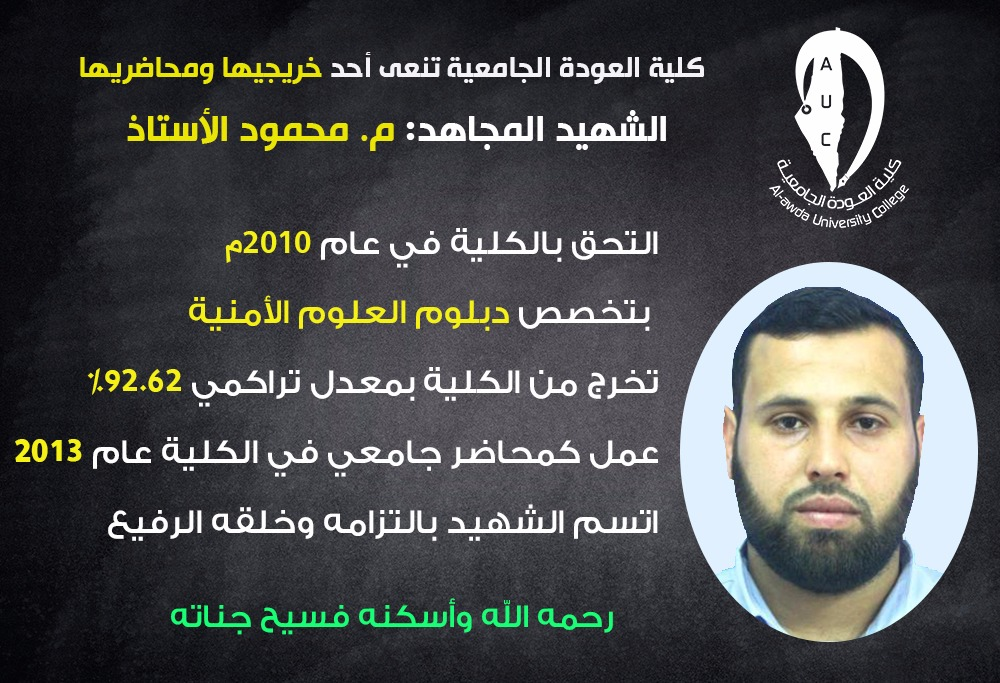 كلية العودة الجامعية تنعى أحد خريجيها ومحاضريها
الشهيد المجاهد: م. محمود الأستاذ
A
U
C
كلية العودة الجامعية
Al-awda University College
التحق بالكلية في عام 2010م
بتخصص دبلوم العلوم الأمنية
تخرج من الكلية بمعدل تراكمي 92.62٪
عمل كمحاضر جامعي في الكلية عام 2013
اتسم الشهيد بالتزامه وخلقه الرفيع
رحمه الله وأسكنه فسيح جناته